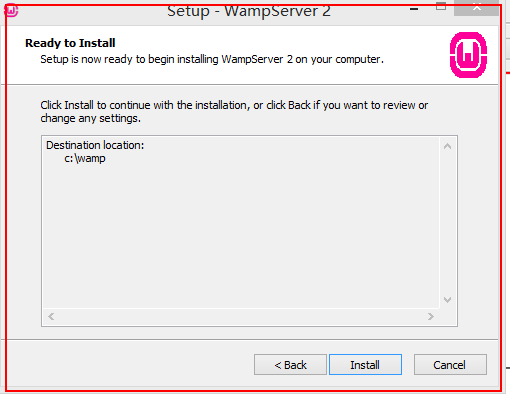 Setup - WampServer 2
Ready to Install
Setup is now ready to begin installing WampServer 2 on your computer.
Click Install to continue with the installation, or click Back if you want to review or
change any settings.
Destination location:
c:\wamp
< Back
Install
Cancel